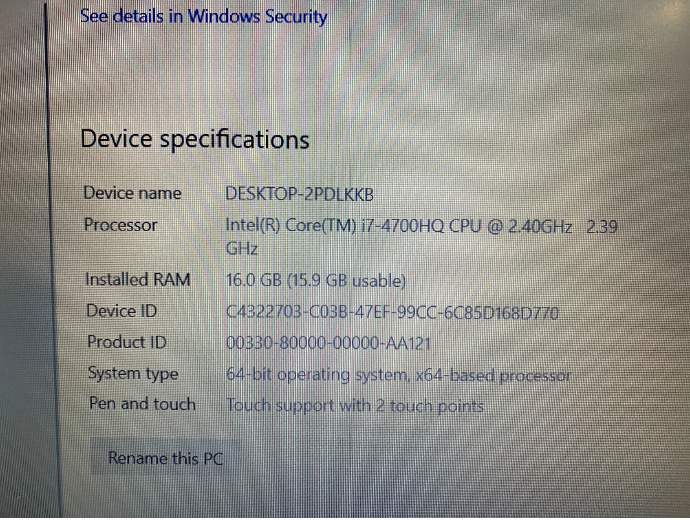 See details in Windows Security
Device specifications
Device name DESKTOP-2PDLKKB
Processor Intel(R) Core(TM) i7-4700HQ CPU @ 2.40GHz 2.39
GHz
Installed RAM 16.0 GB (15.9 GB usable)
Device ID C4322703-C03B-47EF-99CC-6C85D168D770
Product ID 00330-80000-00000-AA121
System type 64-bit operating system, x64-based processor
Pen and touch Touch support with 2 touch points
Rename this PC